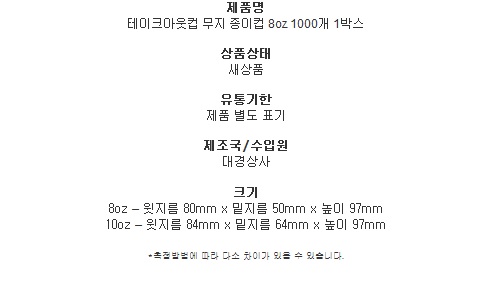 제품명
테이크아웃컵 무지 종이컵 8oz 1000개 1박스
상품상태
새상품
유통기한
제품 별도 표기
제조국/수입원
대경상사
크기
8oz – 윗지름 80mm x 밑지름 50mm x 높이 97mm
10oz – 윗지름 84mm x 밑지름 64mm x 높이 97mm
*측정방법에 따라 다소 차이가 있을 수 있습니다.